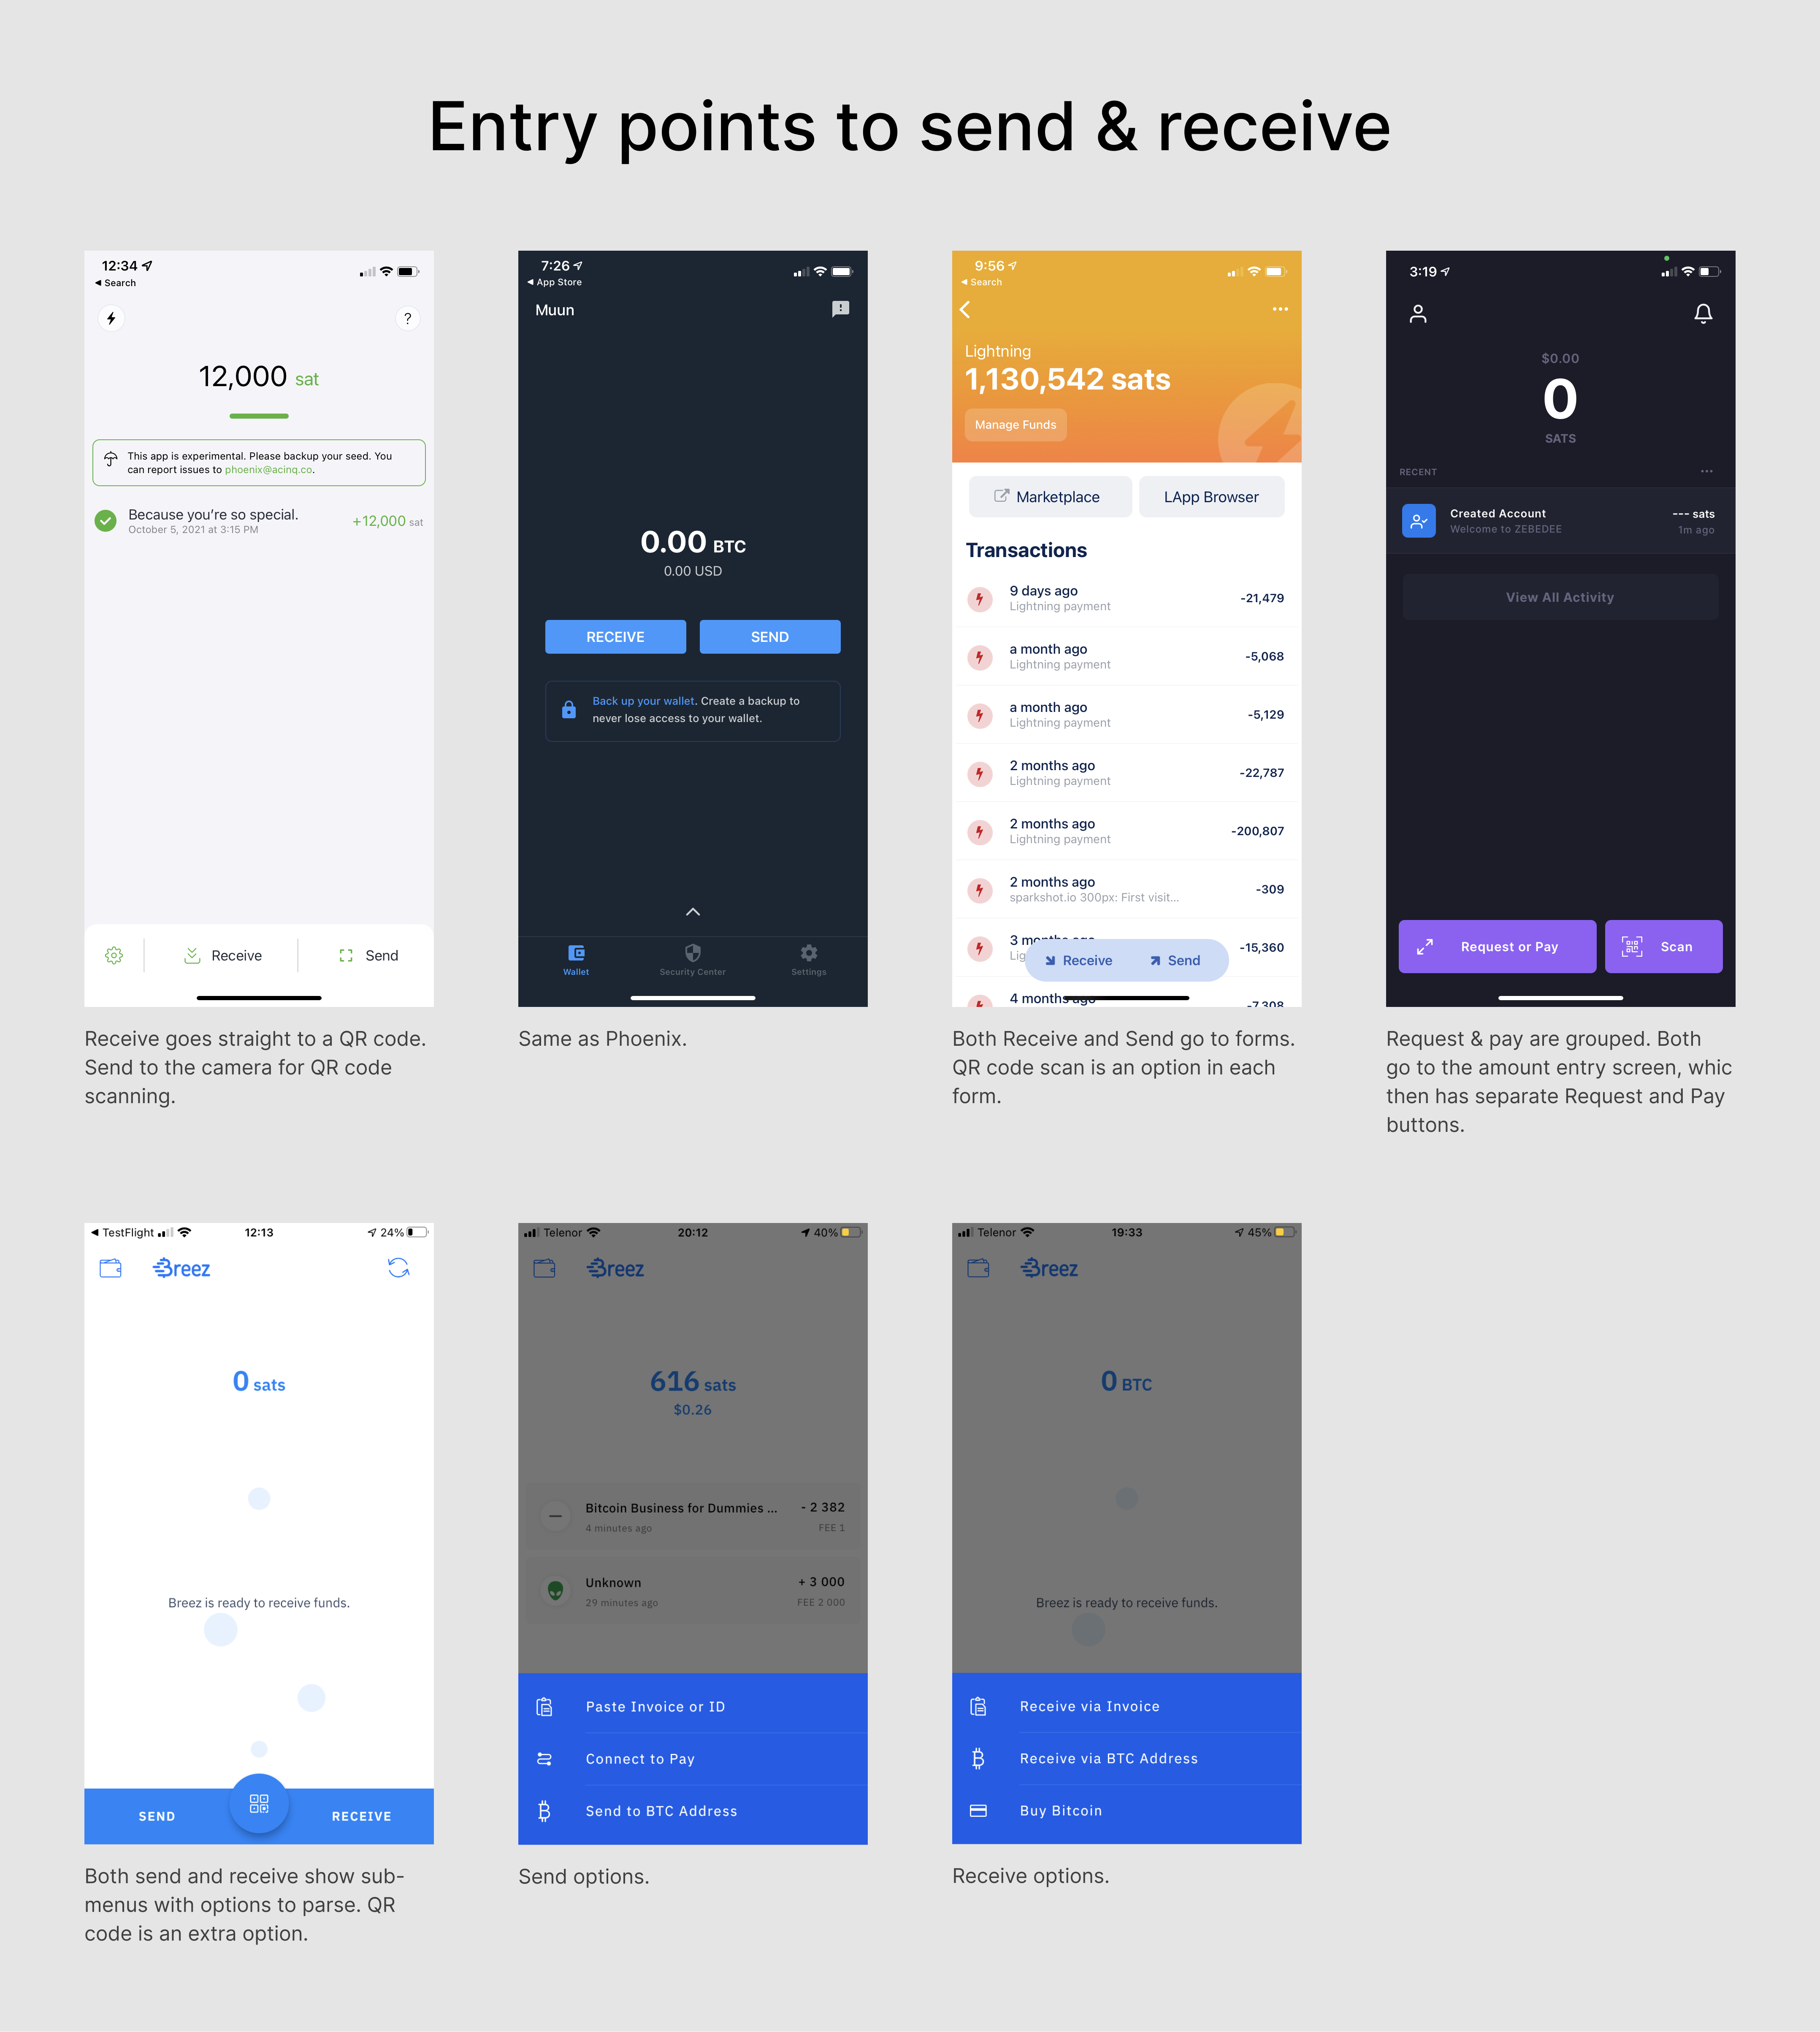 Entry points to send & receive
12:34
Search
?
12,000 sat
This app is experimental. Please backup your seed. You
can report issues to phoenix@acinq.co.
Because you're so special.
October 5, 2021 at 3:15 PM
+12,000 sat
Receive
Send
Receive goes straight to a QR code.
Send to the camera for QR code
scanning.
7:26
App Store
Muun
0.00 BTC
0.00 USD
RECEIVE
SEND
Back up your wallet. Create a backup to
never lose access to your wallet.
Wallet
Security Center
Settings
Same as Phoenix.
9:56
Search
Lightning
1,130,542 sats
Manage Funds
Marketplace
LApp Browser
Transactions
9 days ago
Lightning payment
-21,479
a month ago
Lightning payment
-5,068
a month ago
Lightning payment
-5,129
2 months ago
Lightning payment
-22,787
2 months ago
Lightning payment
-200,807
2 months ago
sparkshot.io 300px: First visit...
-309
3 months ago
Lig
-15,360
Receive
Send
4 months ago
-7,308
Both Receive and Send go to forms.
QR code scan is an option in each
form.
3:19
$0.00
0
SATS
RECENT
Created Account
Welcome to ZEBEDEE
--- sats
1m ago
View All Activity
Request or Pay
Scan
Request & pay are grouped. Both
go to the amount entry screen, whic
then has separate Request and Pay
buttons.
TestFlight
12:13
24%
Breez
0 sats
Breez is ready to receive funds.
SEND
RECEIVE
Both send and receive show sub-
menus with options to parse. QR
code is an extra option.
Telenor
20:12
40%
Breez
616 sats
$0.26
Bitcoin Business for Dummies ...
- 2 382
4 minutes ago
FEE 1
Unknown
+ 3 000
29 minutes ago
FEE 2 000
Paste Invoice or ID
Connect to Pay
Send to BTC Address
Send options.
Telenor
19:33
45%
Breez
0 BTC
Breez is ready to receive funds.
Receive via Invoice
Receive via BTC Address
Buy Bitcoin
Receive options.